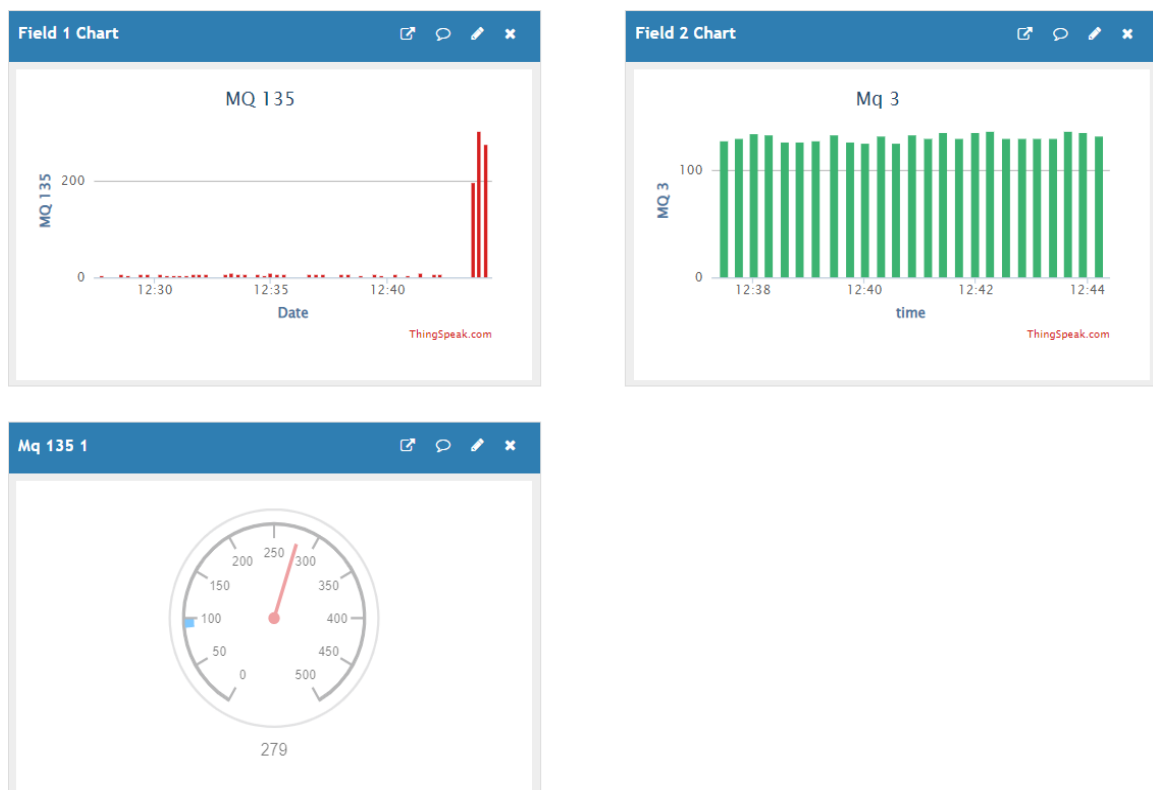 Field 1 Chart
MQ 135
MQ 135
200
0
12:30 12:35 12:40
Date
ThingSpeak.com
Field 2 Chart
Mq 3
MQ 3
100
0
12:38 12:40 12:42 12:44
time
ThingSpeak.com
Mq 135 1
0 50 100 150 200 250 300 350 400 450 500
279